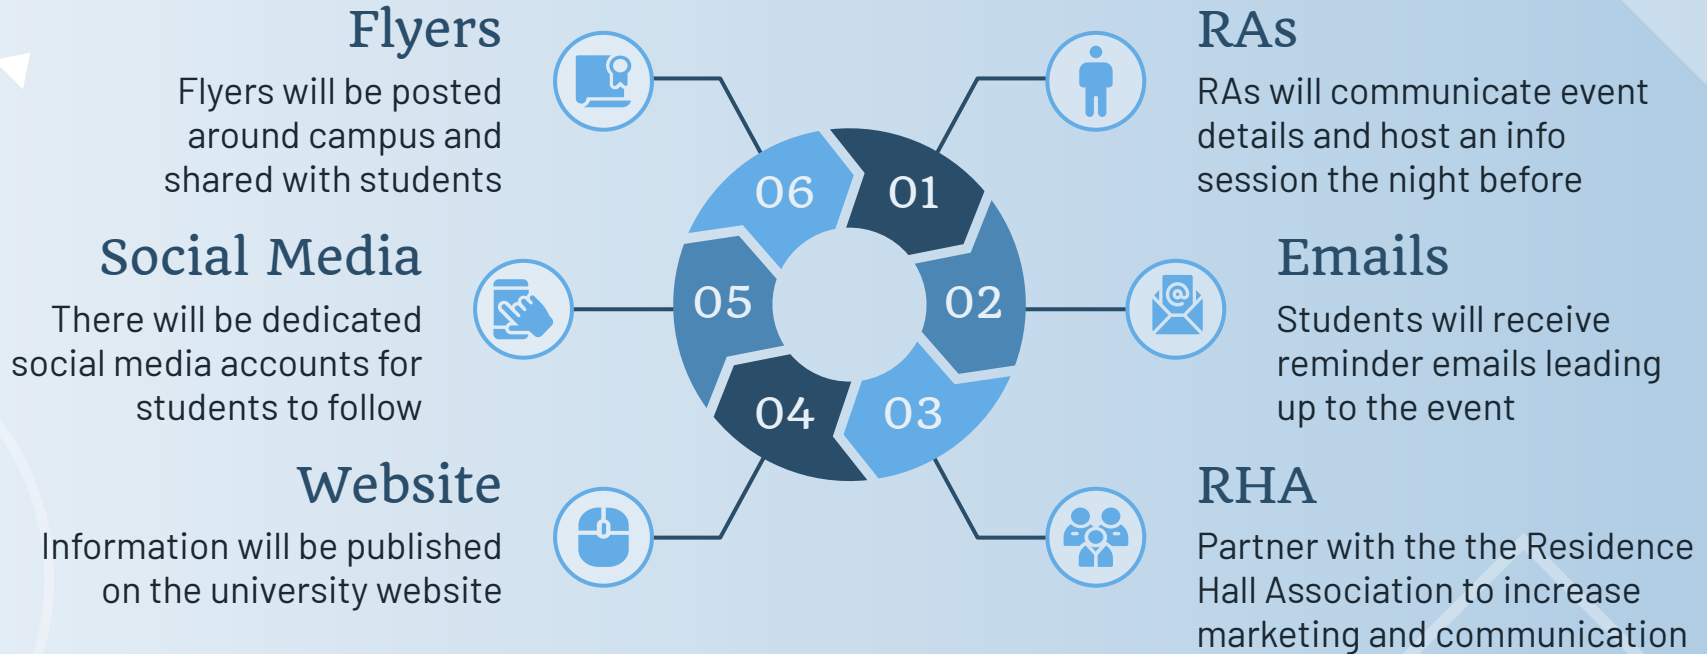 Flyers
Flyers will be posted
around campus and
shared with students
Social Media
There will be dedicated
social media accounts for
students to follow
Website
Information will be published
on the university website
06
01
05
02
04
03
RAs
RAs will communicate event
details and host an info
session the night before
Emails
Students will receive
reminder emails leading
up to the event
RHA
Partner with the the Residence
Hall Association to increase
marketing and communication